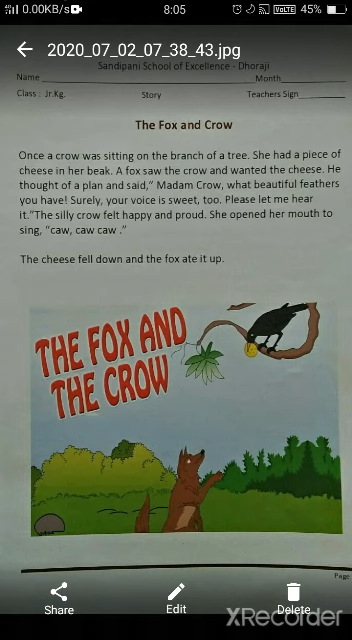 0.00KB/s 8:05 VoLTE 45%
2020_07_02_07_38_43.jpg
Sandipani School of Excellence - Dhoraji
Name Month
Class : Jr.Kg. Story Teachers Sign
The Fox and Crow
Once a crow was sitting on the branch of a tree. She had a piece of
cheese in her beak. A fox saw the crow and wanted the cheese. He
thought of a plan and said,“ Madam Crow, what beautiful feathers
you have! Surely, your voice is sweet, too. Please let me hear
it.”The silly crow felt happy and proud. She opened her mouth to
sing, “caw, caw caw .”
The cheese fell down and the fox ate it up.
THE FOX AND
THE CROW
Page
Share Edit Delete
XRecorder